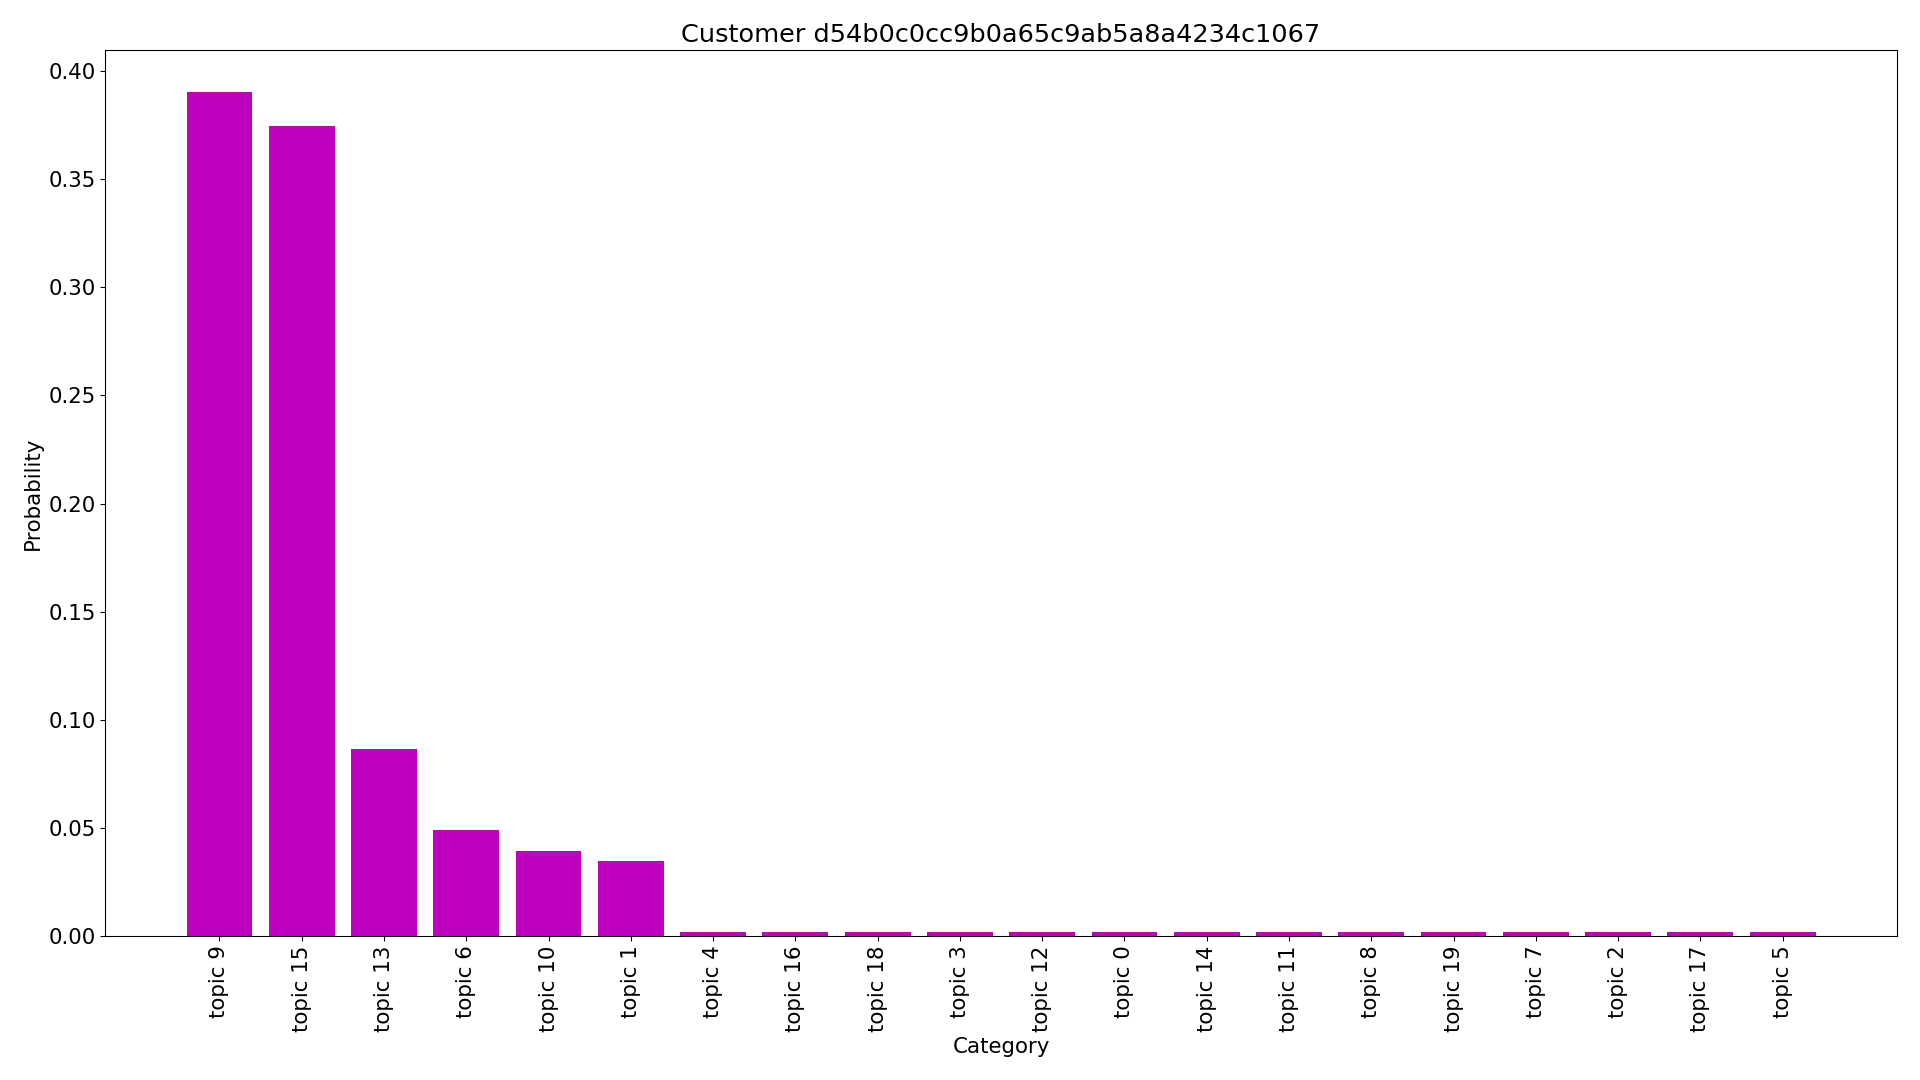 Customer d54b0c0cc9b0a65c9ab5a8a4234c1067
0.40
0.35
0.30
0.25
0.20
0.15
0.10
0.05
0.00
Probability
topic 9
topic 15
topic 13
topic 6
topic 10
topic 1
topic 4
topic 16
topic 18
topic 3
topic 12
topic 0
topic 14
topic 11
topic 8
topic 19
topic 7
topic 2
topic 17
topic 5
Category